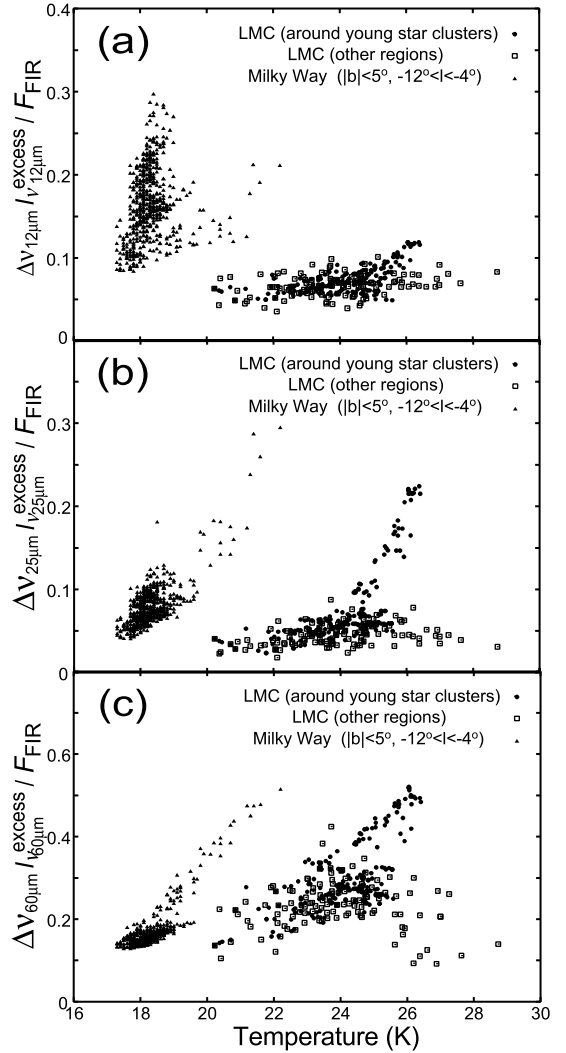 0.4
(a)
LMC (around young star clusters)
LMC (other regions)
Milky Way (|b|<5°, -12°<l<-4°)
0.3
0.2
0.1
0
Δν12μm Iν12μm excess / FFIR
(b)
LMC (around young star clusters)
LMC (other regions)
Milky Way (|b|<5°, -12°<l<-4°)
0.3
0.2
0.1
0
Δν25μm Iν25μm excess / FFIR
(c)
LMC (around young star clusters)
LMC (other regions)
Milky Way (|b|<5°, -12°<l<-4°)
0.6
0.4
0.2
0
Δν60μm Iν60μm excess / FFIR
16 18 20 22 24 26 28 30
Temperature (K)